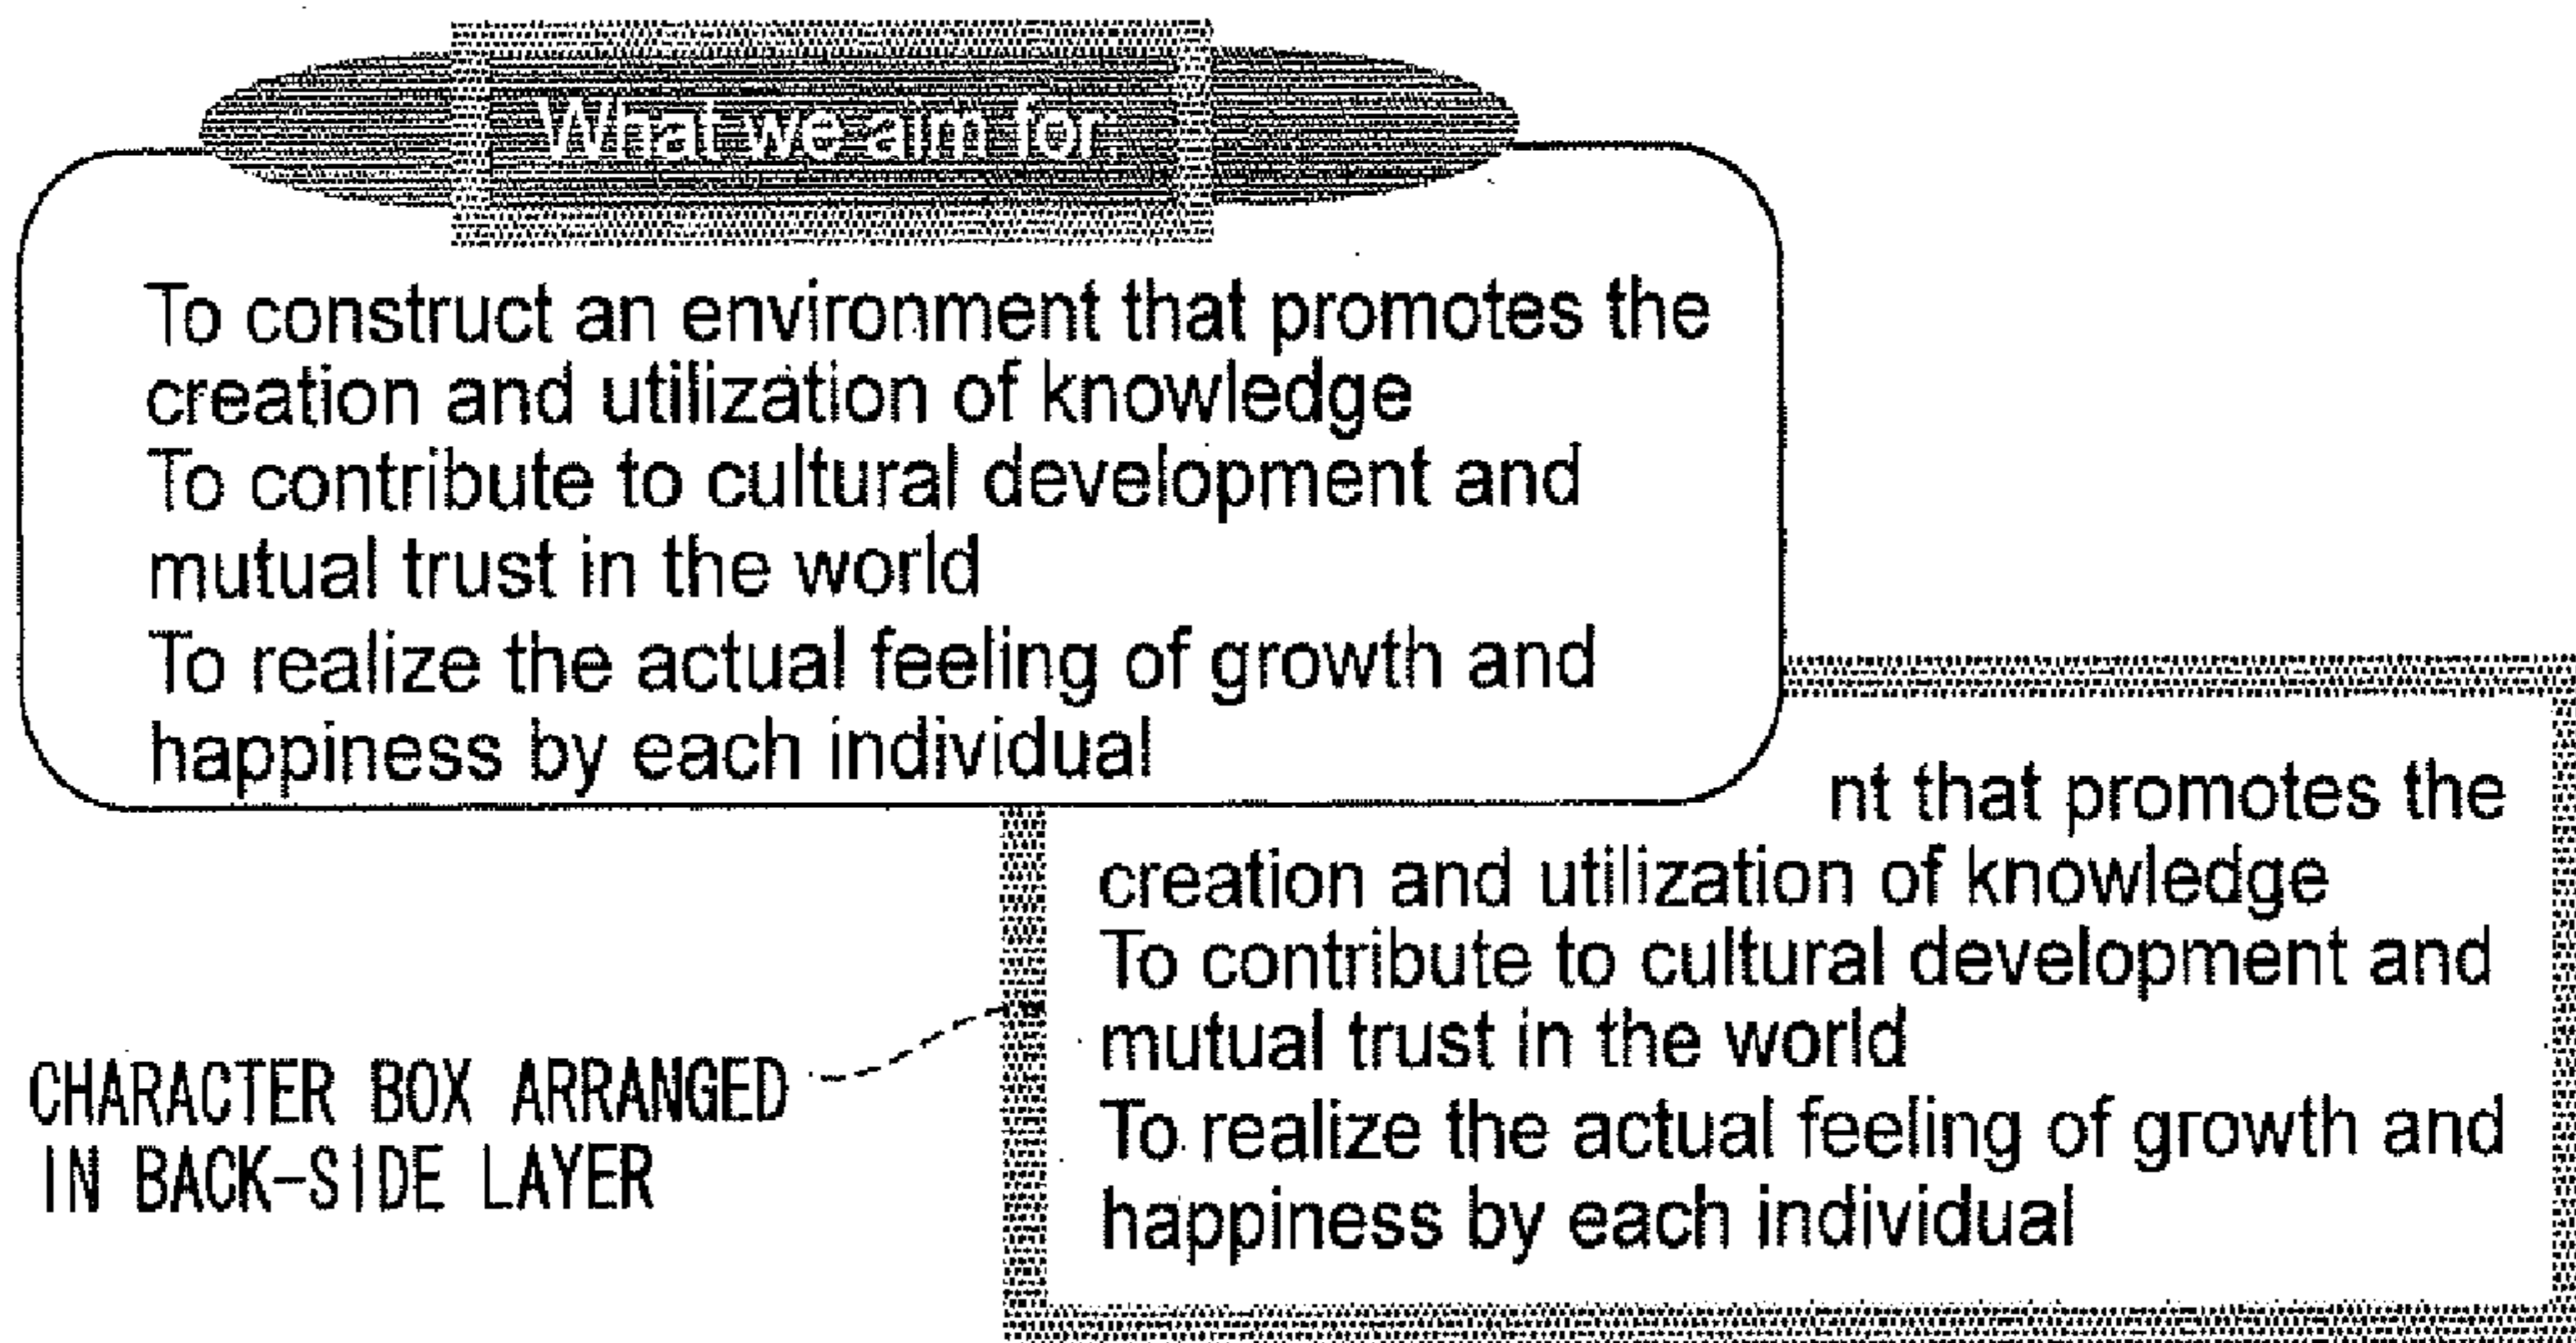 What we aim for.
To construct an environment that promotes the
creation and utilization of knowledge
To contribute to cultural development and
mutual trust in the world
To realize the actual feeling of growth and
happiness by each individual
nt that promotes the
creation and utilization of knowledge
To contribute to cultural development and
mutual trust in the world
To realize the actual feeling of growth and
happiness by each individual
CHARACTER BOX ARRANGED
IN BACK-SIDE LAYER